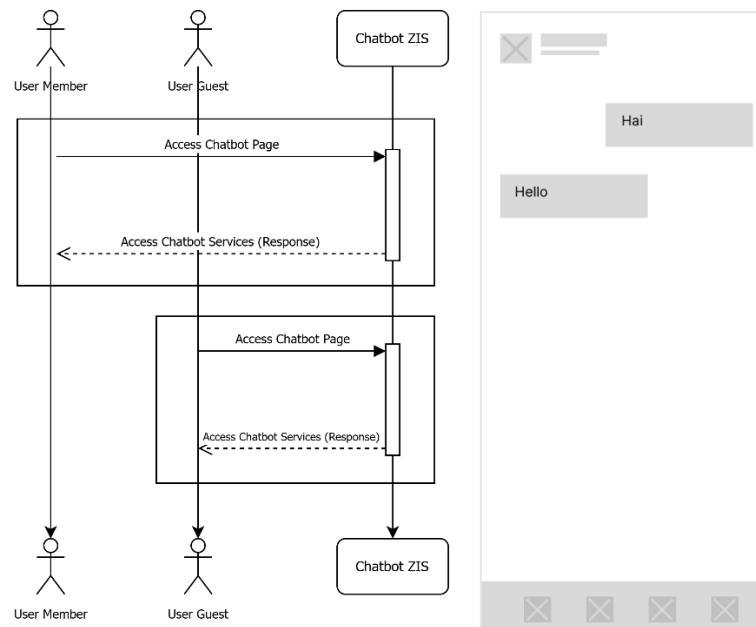 Chatbot ZIS
User Member
User Guest
Access Chatbot Page
Access Chatbot Services (Response)
Access Chatbot Page
Access Chatbot Services (Response)
Chatbot ZIS
User Member
User Guest
Hai
Hello